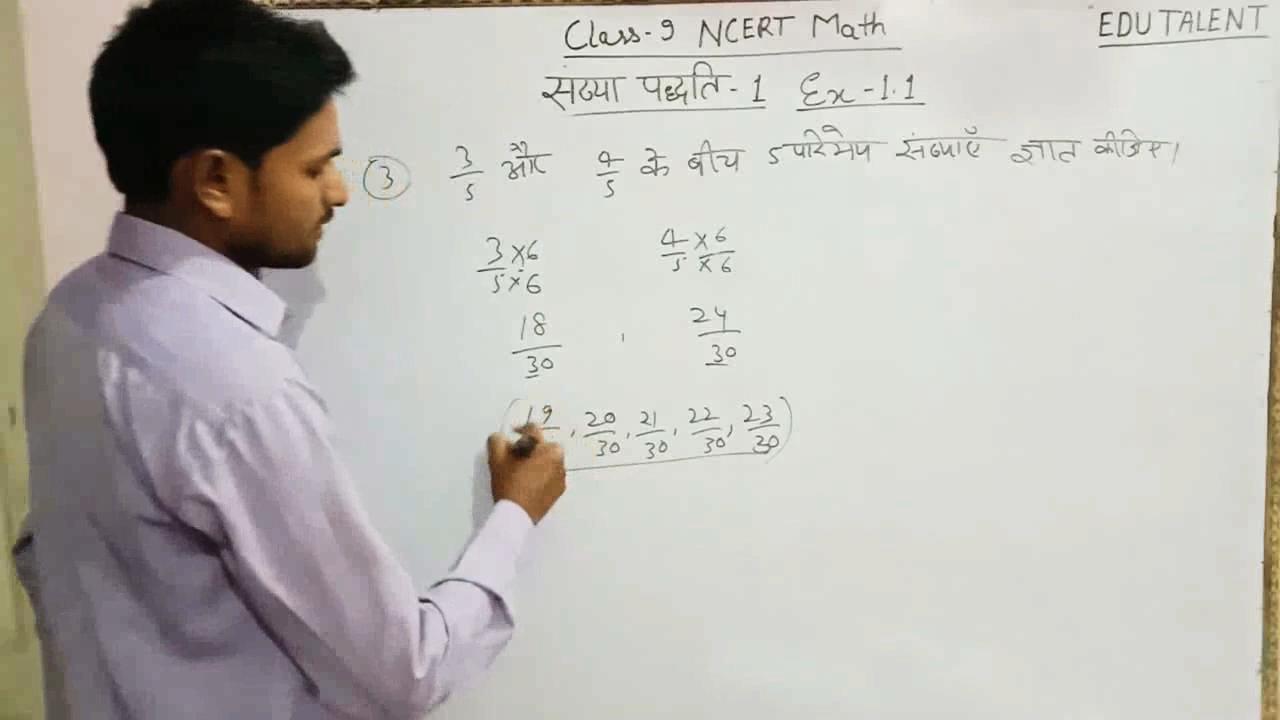 Class-9 NCERT Math
EDU TALENT
संख्या पद्धति-1 Ex-1.1
③ 3/5 और 4/5 के बीच 5 परिमेय संख्याएँ ज्ञात कीजिए।
3×6/5×6 4×6/5×6
18/30 , 24/30
(19 , 20/30, 21/30, 22/30, 23/30)